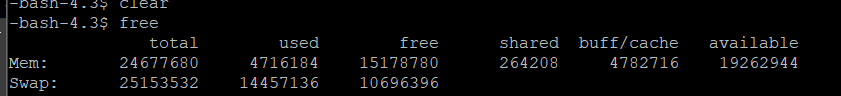 -bash-4.3$ clear
-bash-4.3$ free
total used free shared buff/cache available
Mem: 24677680 4716184 15178780 264208 4782716 19262944
Swap: 25153532 14457136 10696396